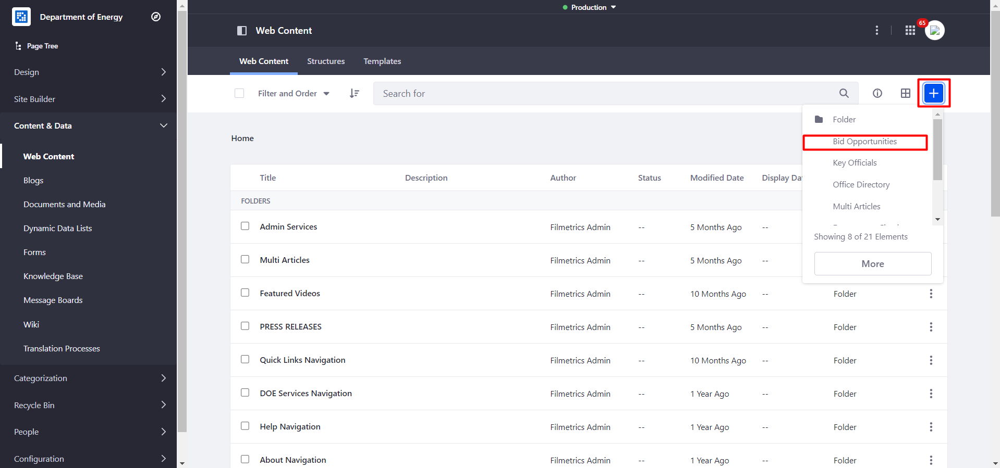 Department of Energy
Page Tree
Design
Site Builder
Content & Data
Web Content
Blogs
Documents and Media
Dynamic Data Lists
Forms
Knowledge Base
Message Boards
Wiki
Translation Processes
Categorization
Recycle Bin
People
Configuration
Production
Web Content
65
Web Content Structures Templates
Filter and Order Search for
Folder
Bid Opportunities
Key Officials
Office Directory
Multi Articles
Showing 8 of 21 Elements
More
Home
Title Description Author Status Modified Date Display Da
FOLDERS
Admin Services Filmetrics Admin -- 5 Months Ago --
Multi Articles Filmetrics Admin -- 5 Months Ago --
Featured Videos Filmetrics Admin -- 10 Months Ago -- Folder
PRESS RELEASES Filmetrics Admin -- 5 Months Ago -- Folder
Quick Links Navigation Filmetrics Admin -- 10 Months Ago -- Folder
DOE Services Navigation Filmetrics Admin -- 1 Year Ago -- Folder
Help Navigation Filmetrics Admin -- 1 Year Ago -- Folder
About Navigation Filmetrics Admin -- 1 Year Ago -- Folder